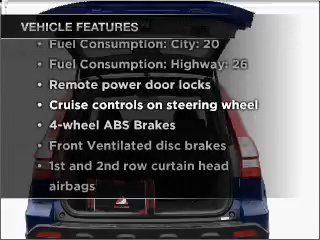 VEHICLE FEATURES
• Fuel Consumption: City: 20
• Fuel Consumption: Highway: 26
• Remote power door locks
• Cruise controls on steering wheel
• 4-wheel ABS Brakes
• Front Ventilated disc brakes
• 1st and 2nd row curtain head
airbags